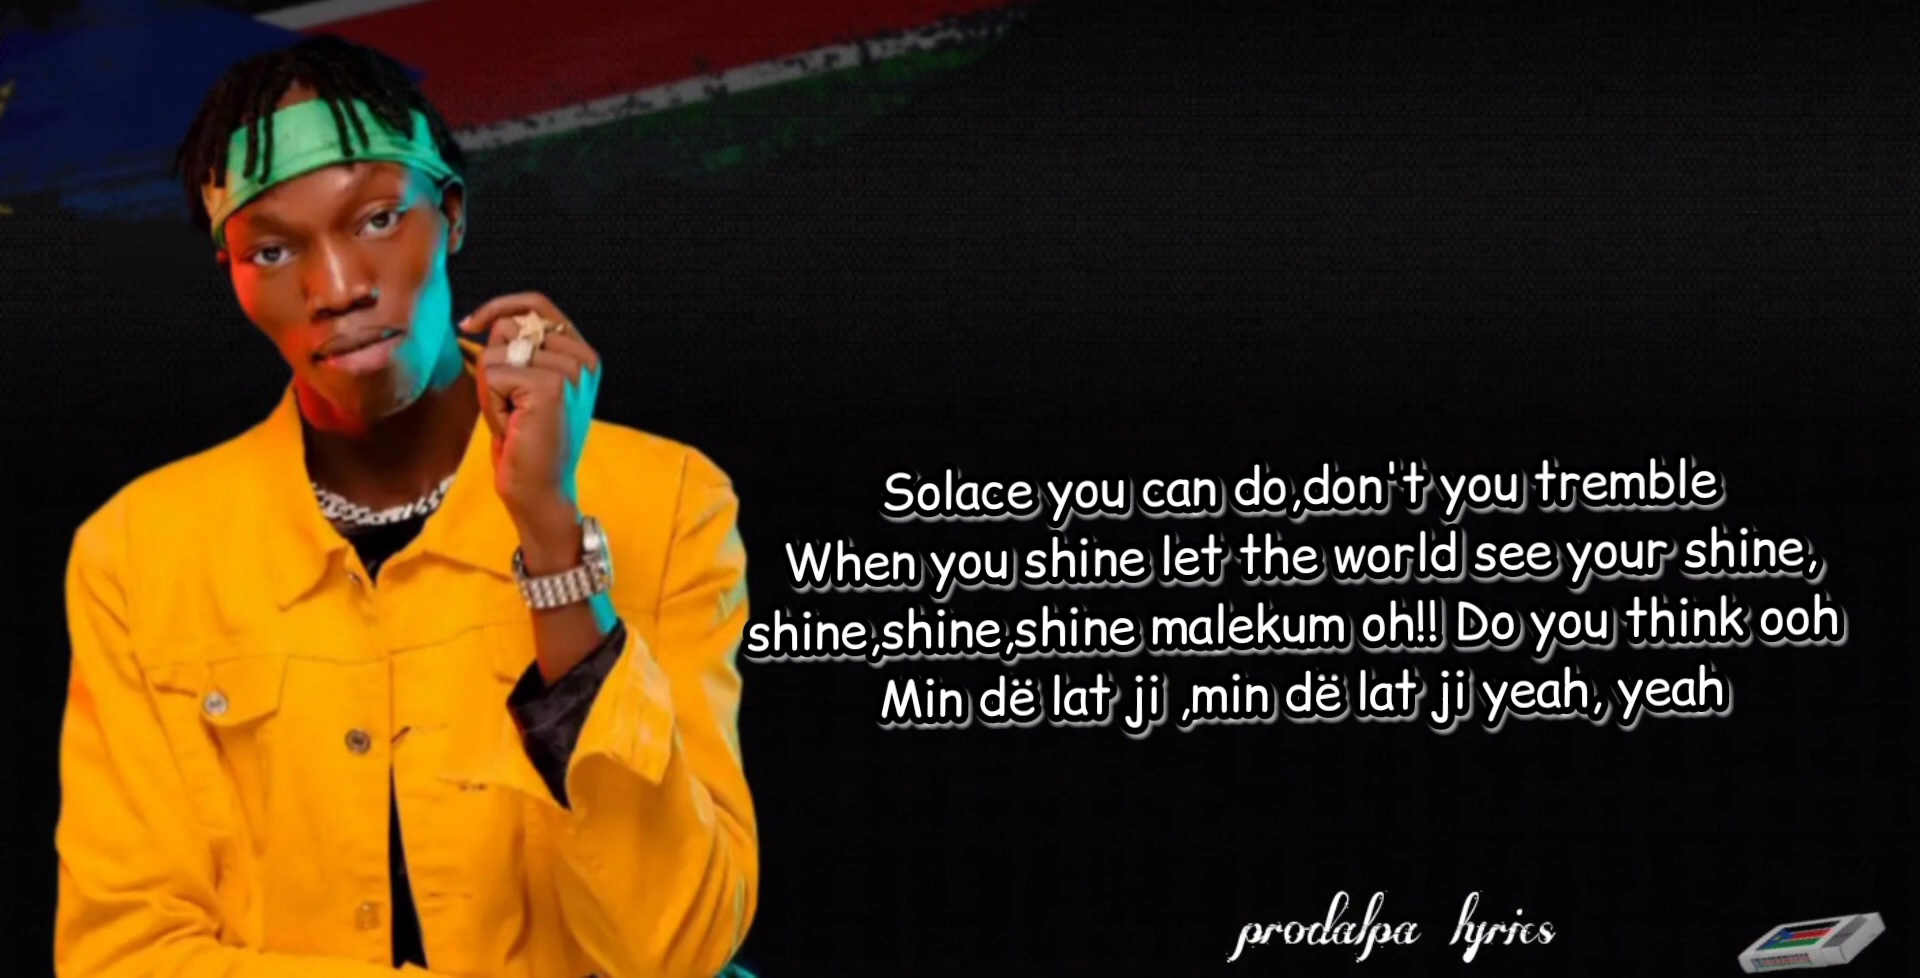 Solace you can do,don't you tremble
When you shine let the world see your shine,
shine,shine,shine malekum oh!! Do you think ooh
Min dë lat ji ,min dë lat ji yeah, yeah
prodalpa lyrics